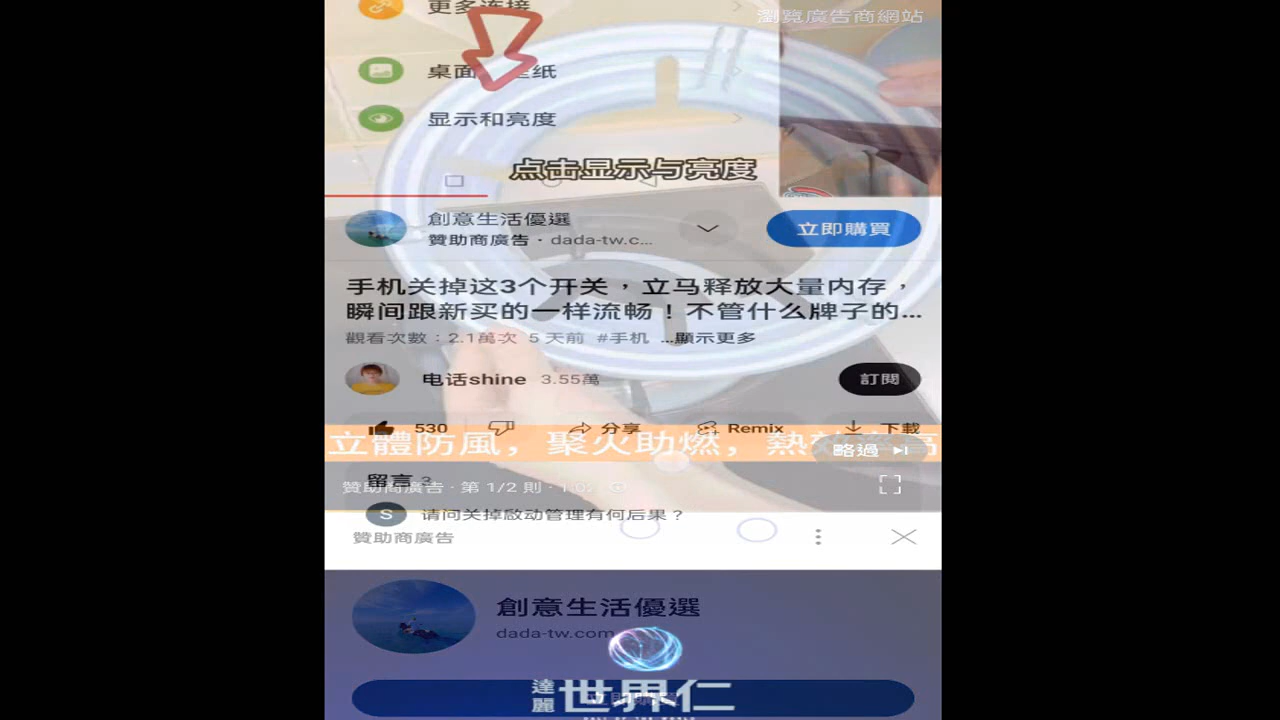 更多连接
瀏覽廣告商網站
桌面
壁纸
显示和亮度
点击显示与亮度
創意生活優選
贊助商廣告・dada-tw.c...
立即購買
手机关掉这3个开关，立马释放大量内存，
瞬间跟新买的一样流畅！不管什么牌子的...
觀看次數：2.1萬次 5 天前 #手机 ...顯示更多
电话shine 3.55萬
訂閱
530 分享 Remix 下載
立體防風，聚火助燃，熱
略過
留言 3
贊助商廣告・第 1/2 則・1:0
S 请问关掉啟动管理有何后果？
贊助商廣告
創意生活優選
dada-tw.com
達麗 世界仁